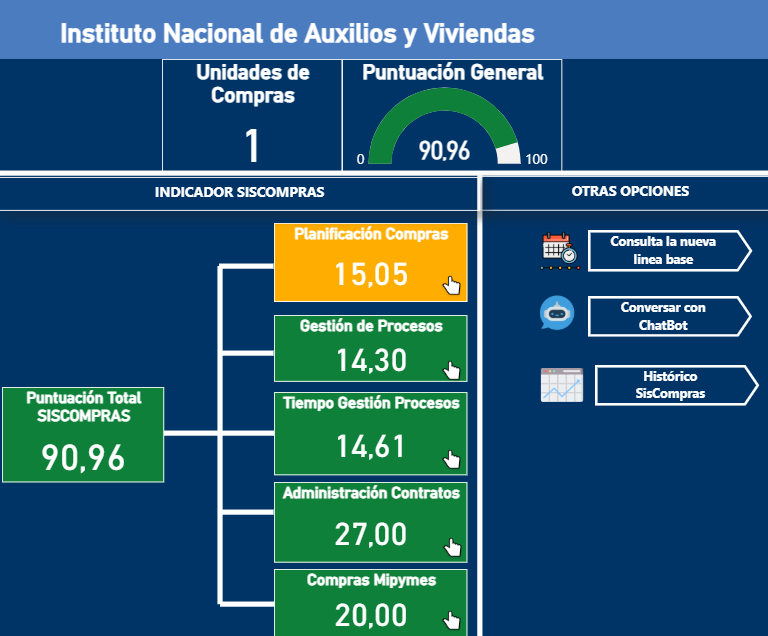 Instituto Nacional de Auxilios y Viviendas
Unidades de
Compras
1
Puntuación General
90,96
0
100
INDICADOR SISCOMPRAS
Planificación Compras
15,05
Gestión de Procesos
14,30
Puntuación Total
SISCOMPRAS
90,96
Tiempo Gestión Procesos
14,61
Administración Contratos
27,00
Compras Mipymes
20,00
OTRAS OPCIONES
Consulta la nueva
linea base
Conversar con
ChatBot
Histórico
SisCompras